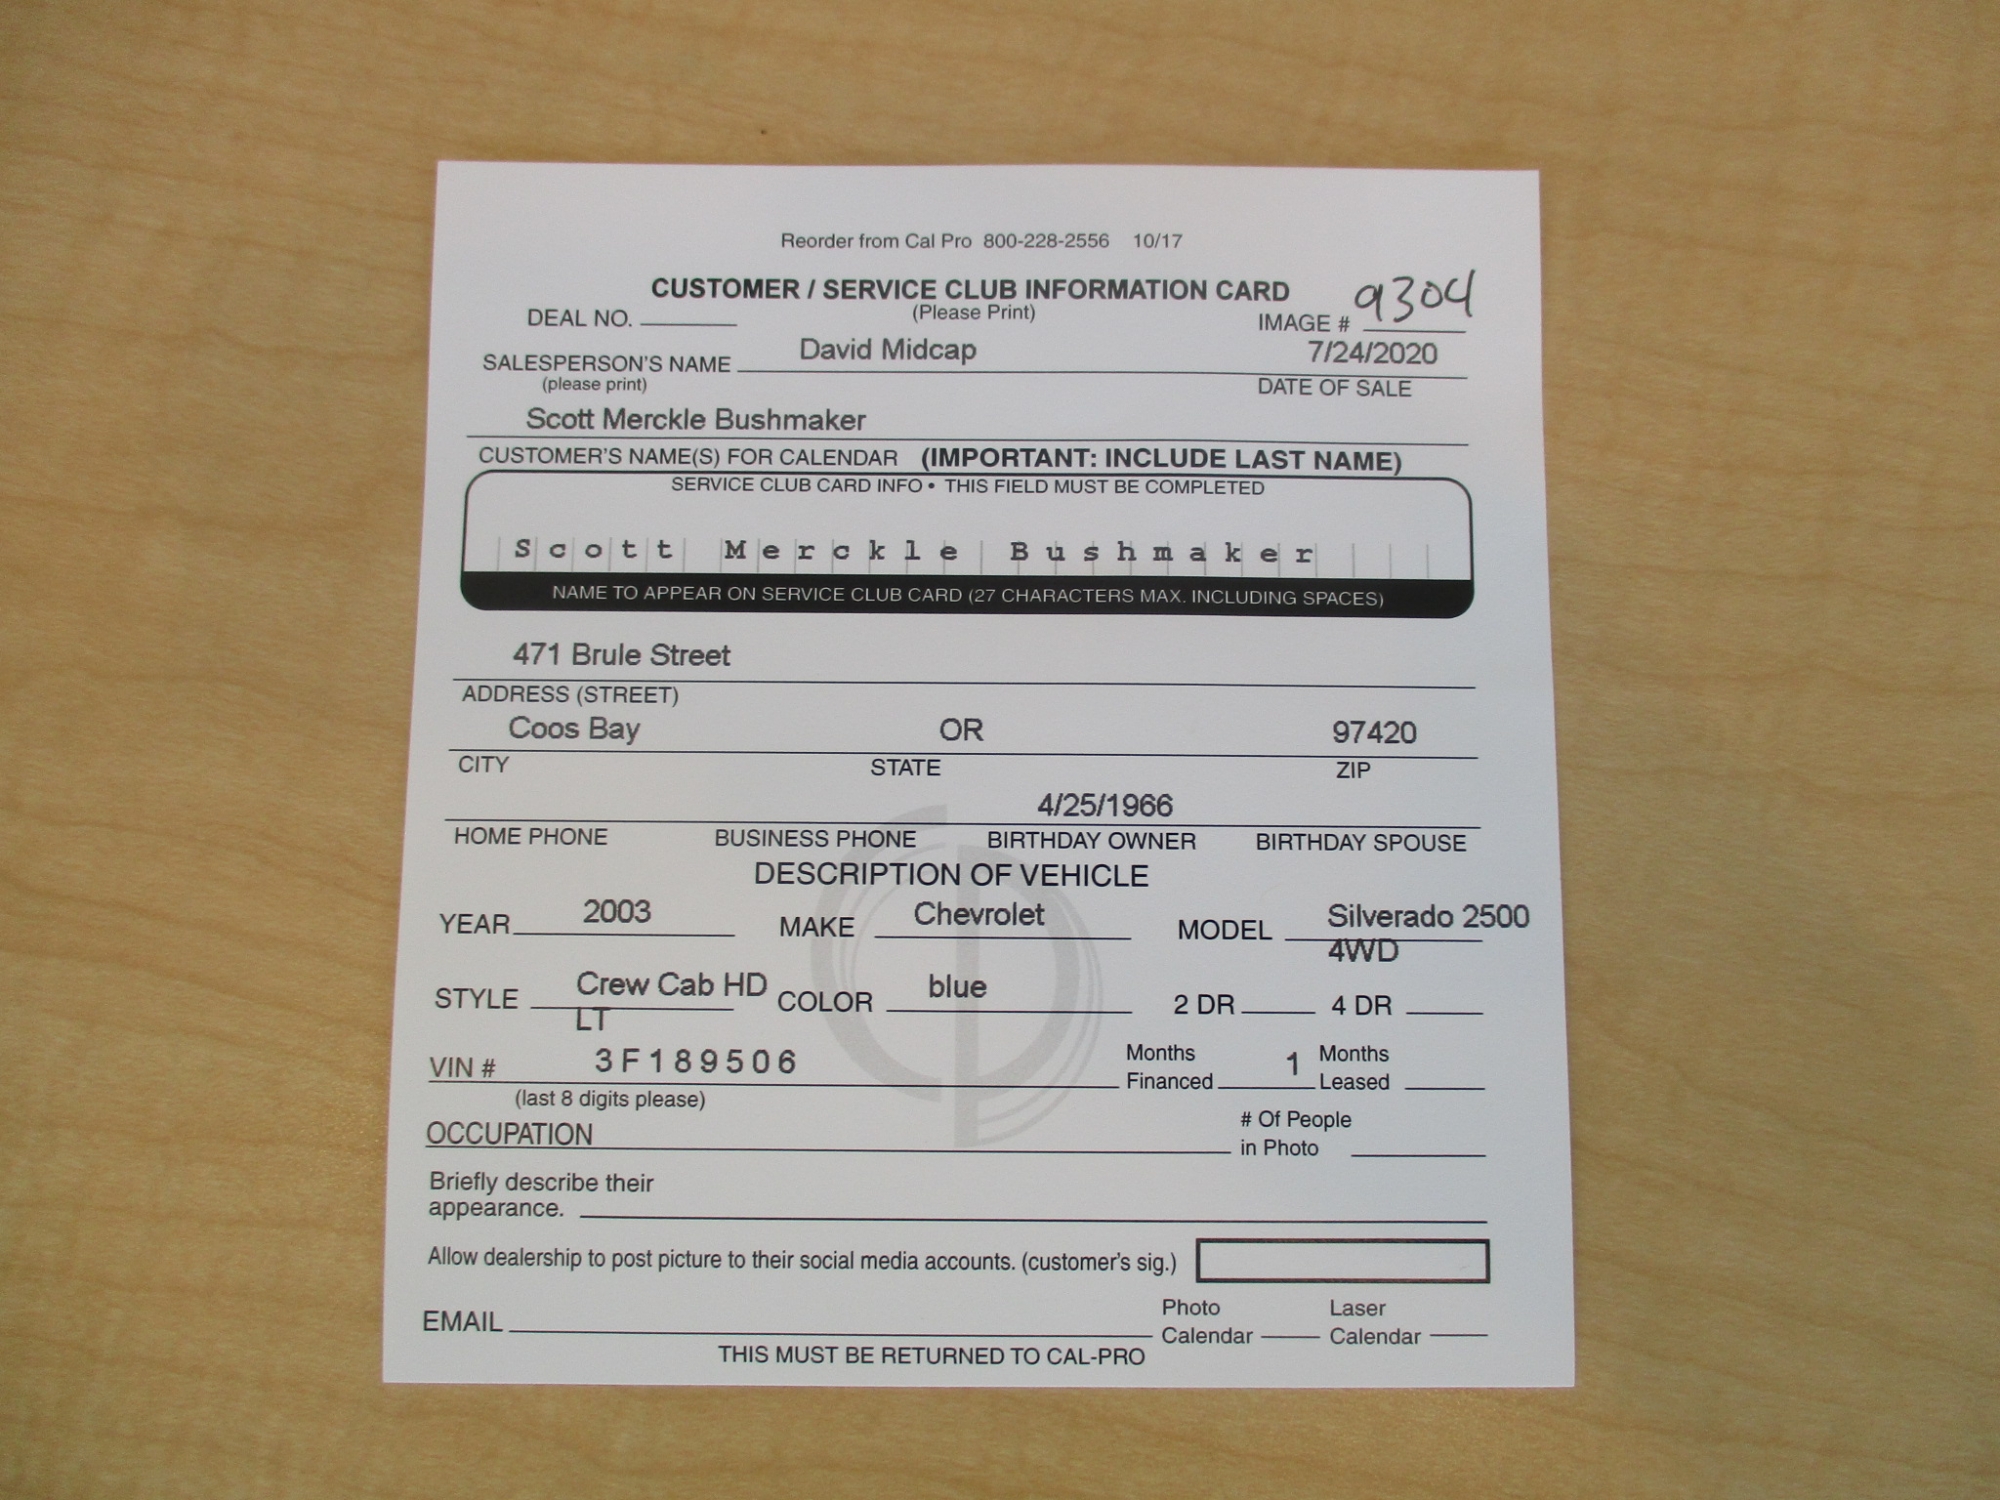 Reorder from Cal Pro 800-228-2556 10/17
CUSTOMER / SERVICE CLUB INFORMATION CARD
(Please Print)
DEAL NO.
IMAGE # 9304
SALESPERSON'S NAME David Midcap 7/24/2020
(please print) DATE OF SALE
Scott Merckle Bushmaker
CUSTOMER'S NAME(S) FOR CALENDAR (IMPORTANT: INCLUDE LAST NAME)
SERVICE CLUB CARD INFO • THIS FIELD MUST BE COMPLETED
Scott Merckle Bushmaker
NAME TO APPEAR ON SERVICE CLUB CARD (27 CHARACTERS MAX. INCLUDING SPACES)
471 Brule Street
ADDRESS (STREET)
Coos Bay OR 97420
CITY STATE ZIP
4/25/1966
HOME PHONE BUSINESS PHONE BIRTHDAY OWNER BIRTHDAY SPOUSE
DESCRIPTION OF VEHICLE
YEAR 2003 MAKE Chevrolet MODEL Silverado 2500
4WD
STYLE Crew Cab HD COLOR blue 2 DR 4 DR
LT
VIN # 3F189506 Months Financed 1 Months Leased
(last 8 digits please)
OCCUPATION # Of People in Photo
Briefly describe their
appearance.
Allow dealership to post picture to their social media accounts. (customer's sig.)
EMAIL Photo Calendar Laser Calendar
THIS MUST BE RETURNED TO CAL-PRO